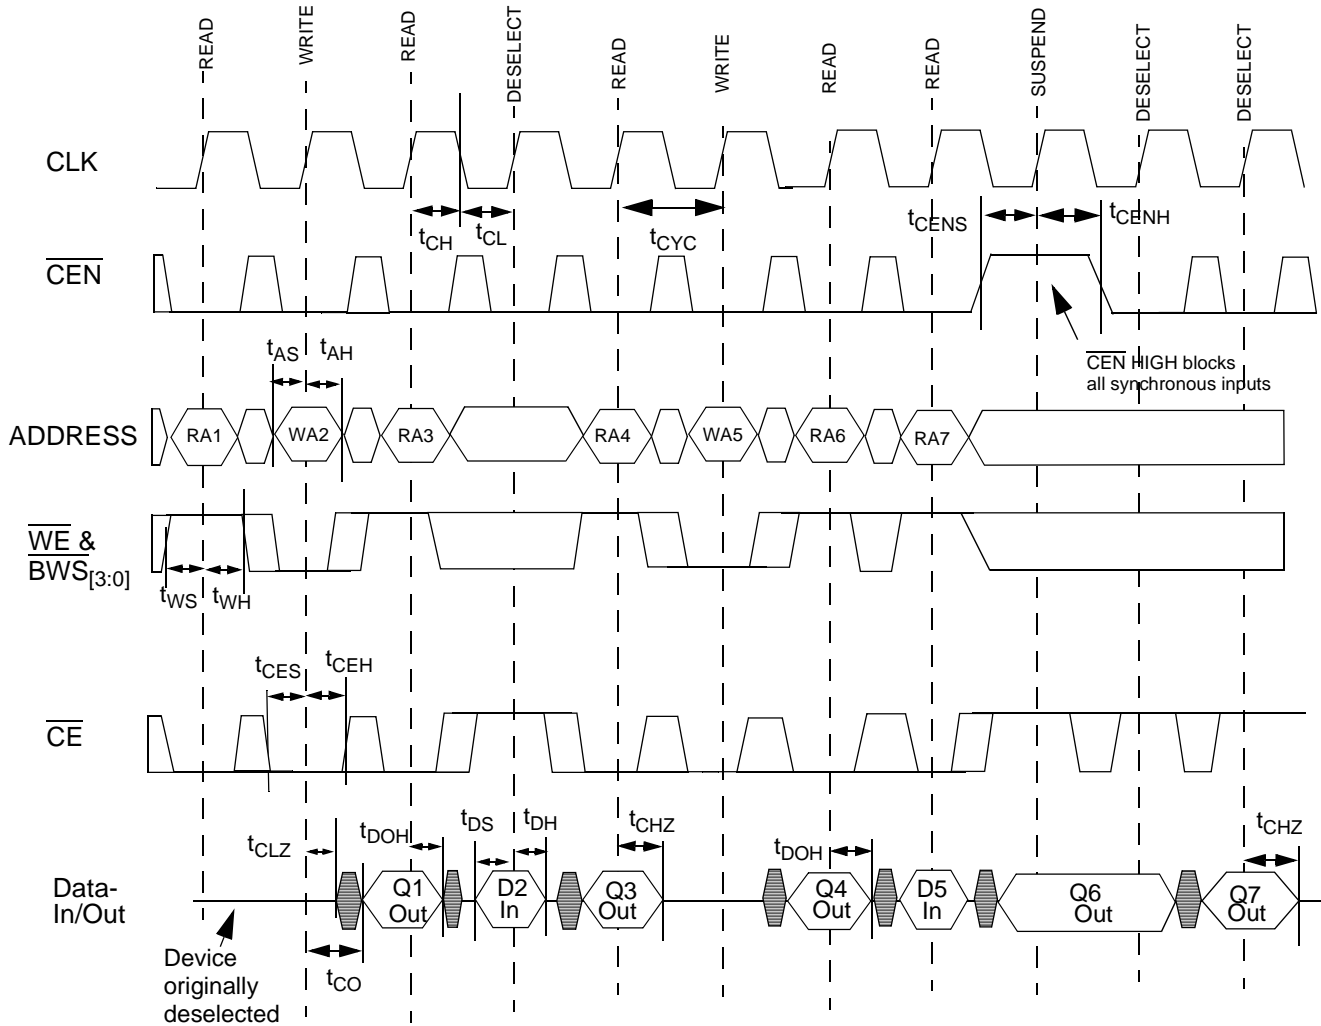 READ
WRITE
READ
DESELECT
READ
WRITE
READ
READ
SUSPEND
DESELECT
DESELECT
CLK
tCH
tCL
tCYC
tCENS
tCENH
CEN
CEN HIGH blocks
all synchronous inputs
tAS
tAH
ADDRESS
RA1
WA2
RA3
RA4
WA5
RA6
RA7
WE &
BWS[3:0]
tWS
tWH
tCES
tCEH
CE
tCLZ
tDOH
tDS
tDH
tCHZ
tDOH
tCHZ
Data-
In/Out
Q1
Out
D2
In
Q3
Out
Q4
Out
D5
In
Q6
Out
Q7
Out
tCO
Device
originally
deselected